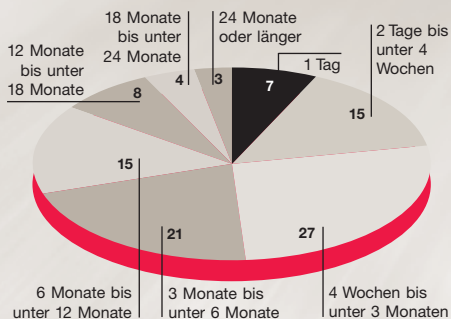 18 Monate
bis unter
24 Monate
24 Monate
oder länger
12 Monate
bis unter
18 Monate
1 Tag
2 Tage bis
unter 4
Wochen
4
3
7
8
15
15
21
27
6 Monate bis
unter 12 Monate
3 Monate bis
unter 6 Monate
4 Wochen bis
unter 3 Monaten